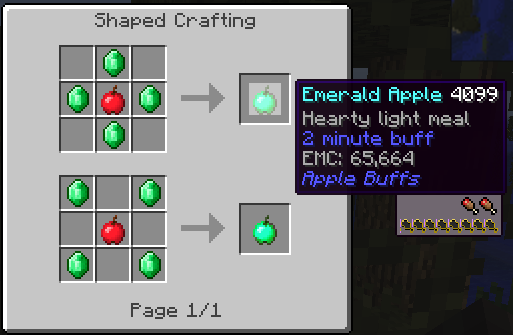 Shaped Crafting
Emerald Apple 4099
Hearty light meal
2 minute buff
EMC: 65,664
Apple Buffs
Page 1/1